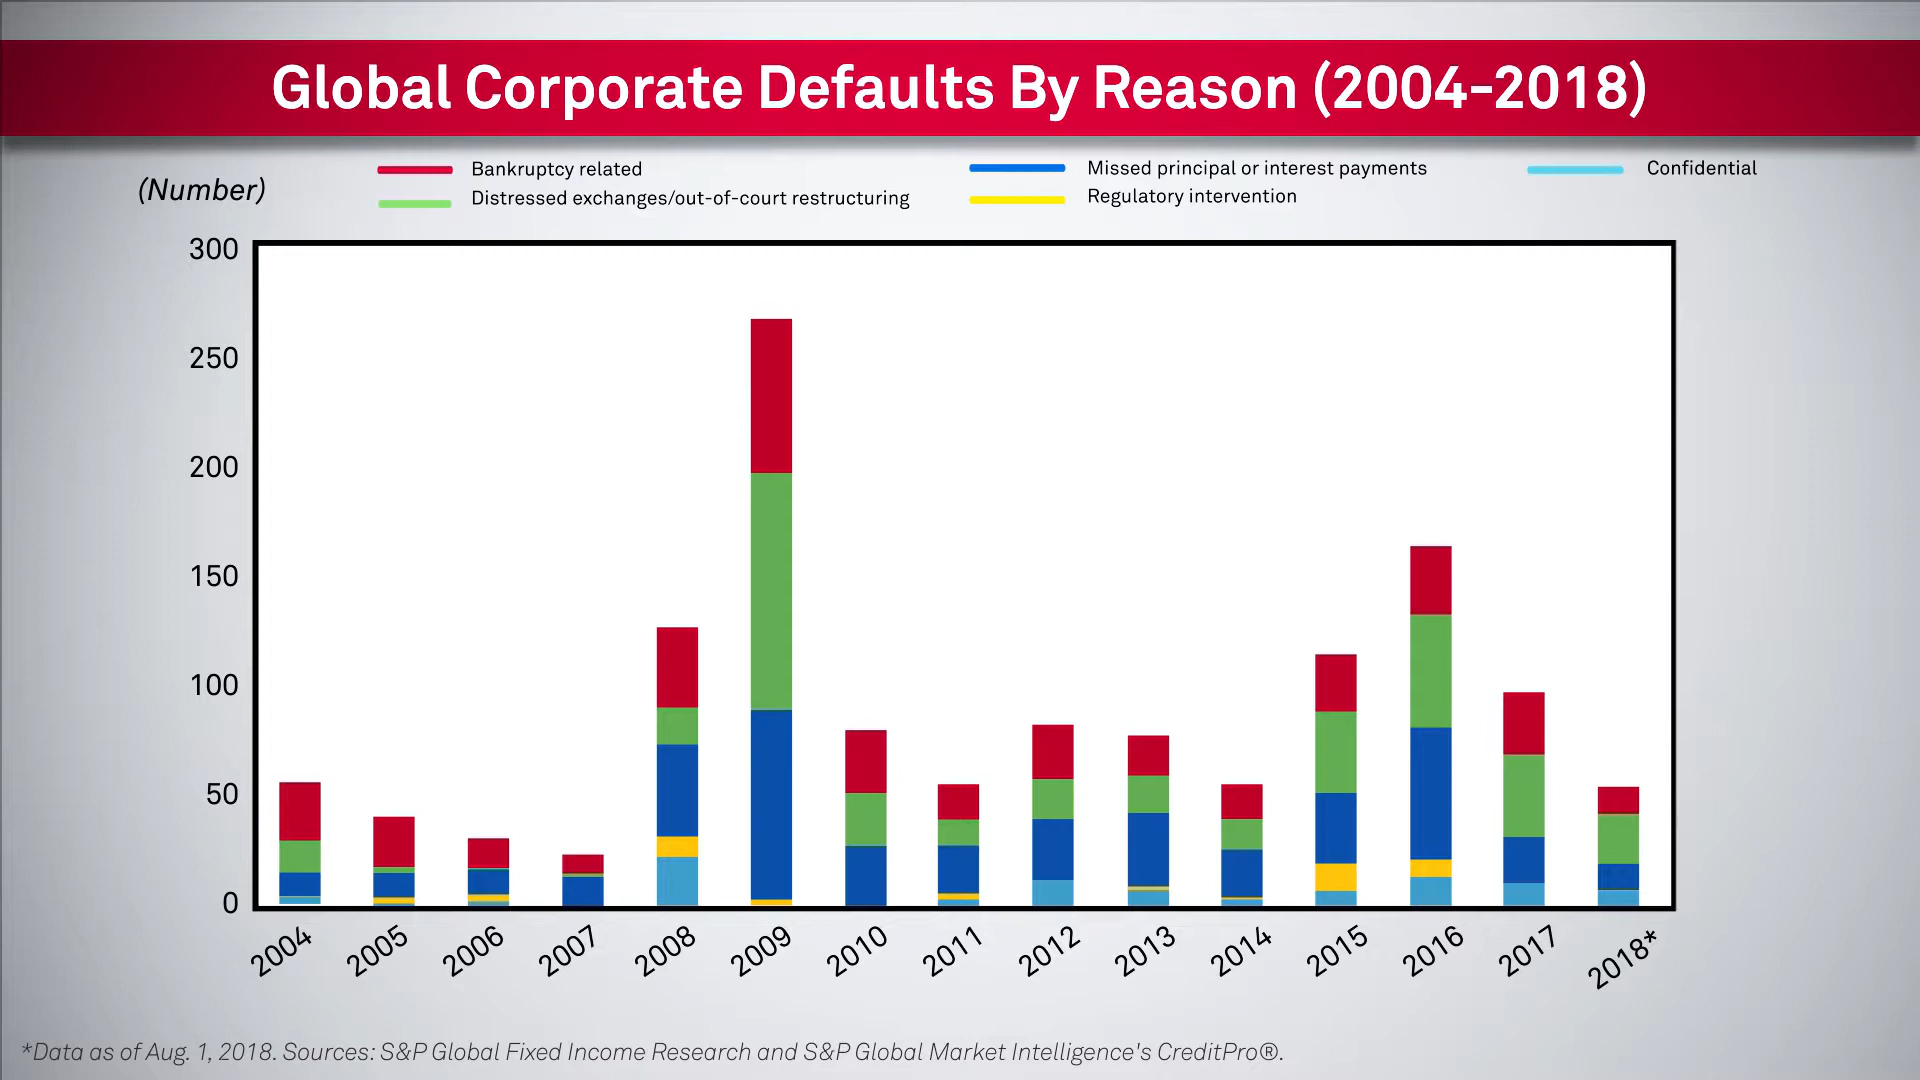 Global Corporate Defaults By Reason (2004-2018)
(Number)
Bankruptcy related
Missed principal or interest payments
Confidential
Distressed exchanges/out-of-court restructuring
Regulatory intervention
300
250
200
150
100
50
0
2004 2005 2006 2007 2008 2009 2010 2011 2012 2013 2014 2015 2016 2017 2018*
*Data as of Aug. 1, 2018. Sources: S&P Global Fixed Income Research and S&P Global Market Intelligence's CreditPro®.